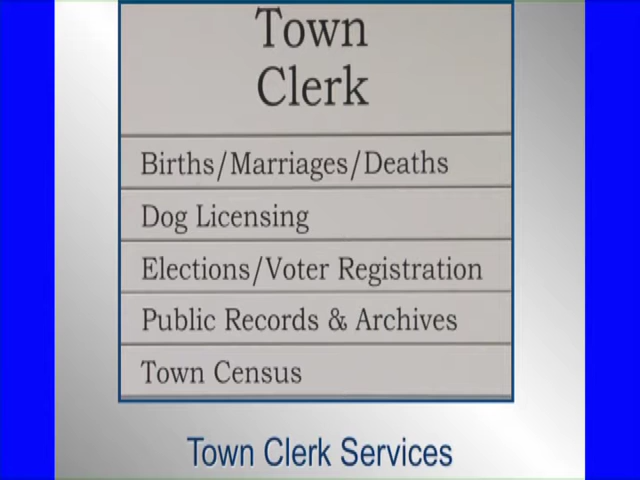 Town
Clerk
Births/Marriages/Deaths
Dog Licensing
Elections/Voter Registration
Public Records & Archives
Town Census
Town Clerk Services